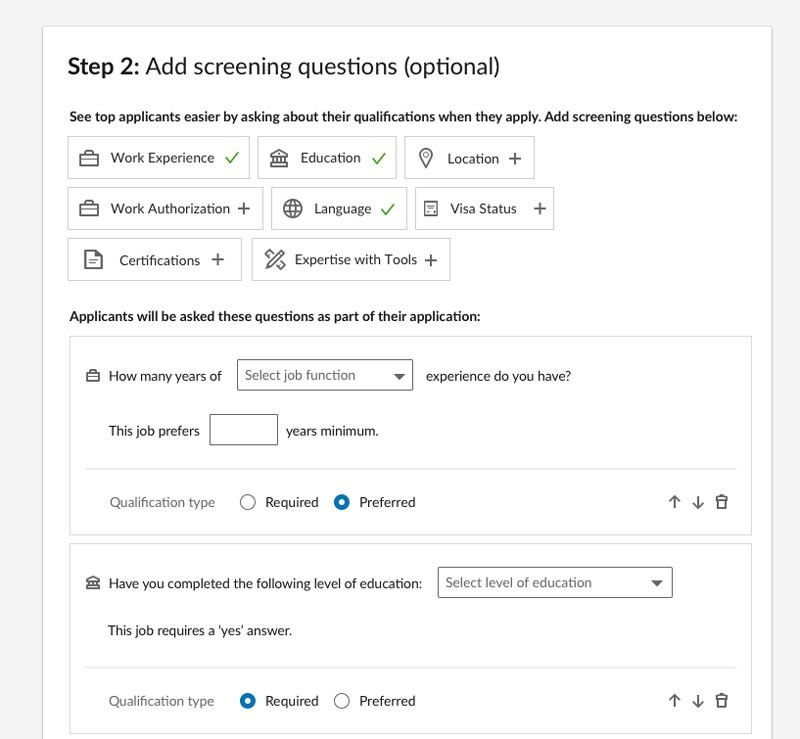 Step 2: Add screening questions (optional)
See top applicants easier by asking about their qualifications when they apply. Add screening questions below:
Work Experience Education Location
Work Authorization Language Visa Status
Certifications Expertise with Tools
Applicants will be asked these questions as part of their application:
How many years of Select job function experience do you have?
This job prefers years minimum.
Qualification type Required Preferred
Have you completed the following level of education: Select level of education
This job requires a 'yes' answer.
Qualification type Required Preferred